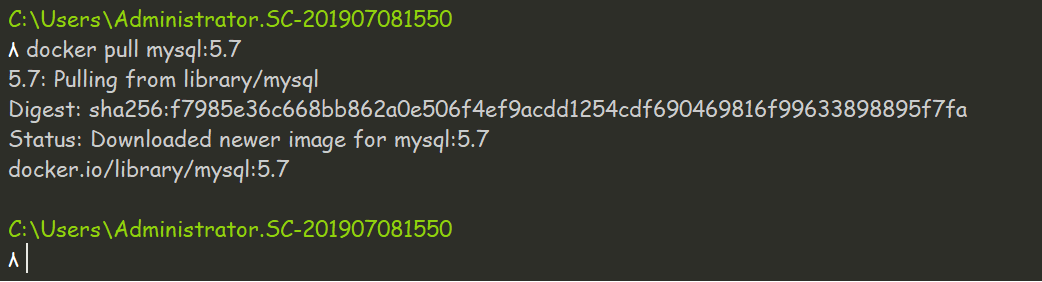 C:\Users\Administrator.SC-201907081550
λ docker pull mysql:5.7
5.7: Pulling from library/mysql
Digest: sha256:f7985e36c668bb862a0e506f4ef9acdd1254cdf690469816f99633898895f7fa
Status: Downloaded newer image for mysql:5.7
docker.io/library/mysql:5.7
C:\Users\Administrator.SC-201907081550
λ